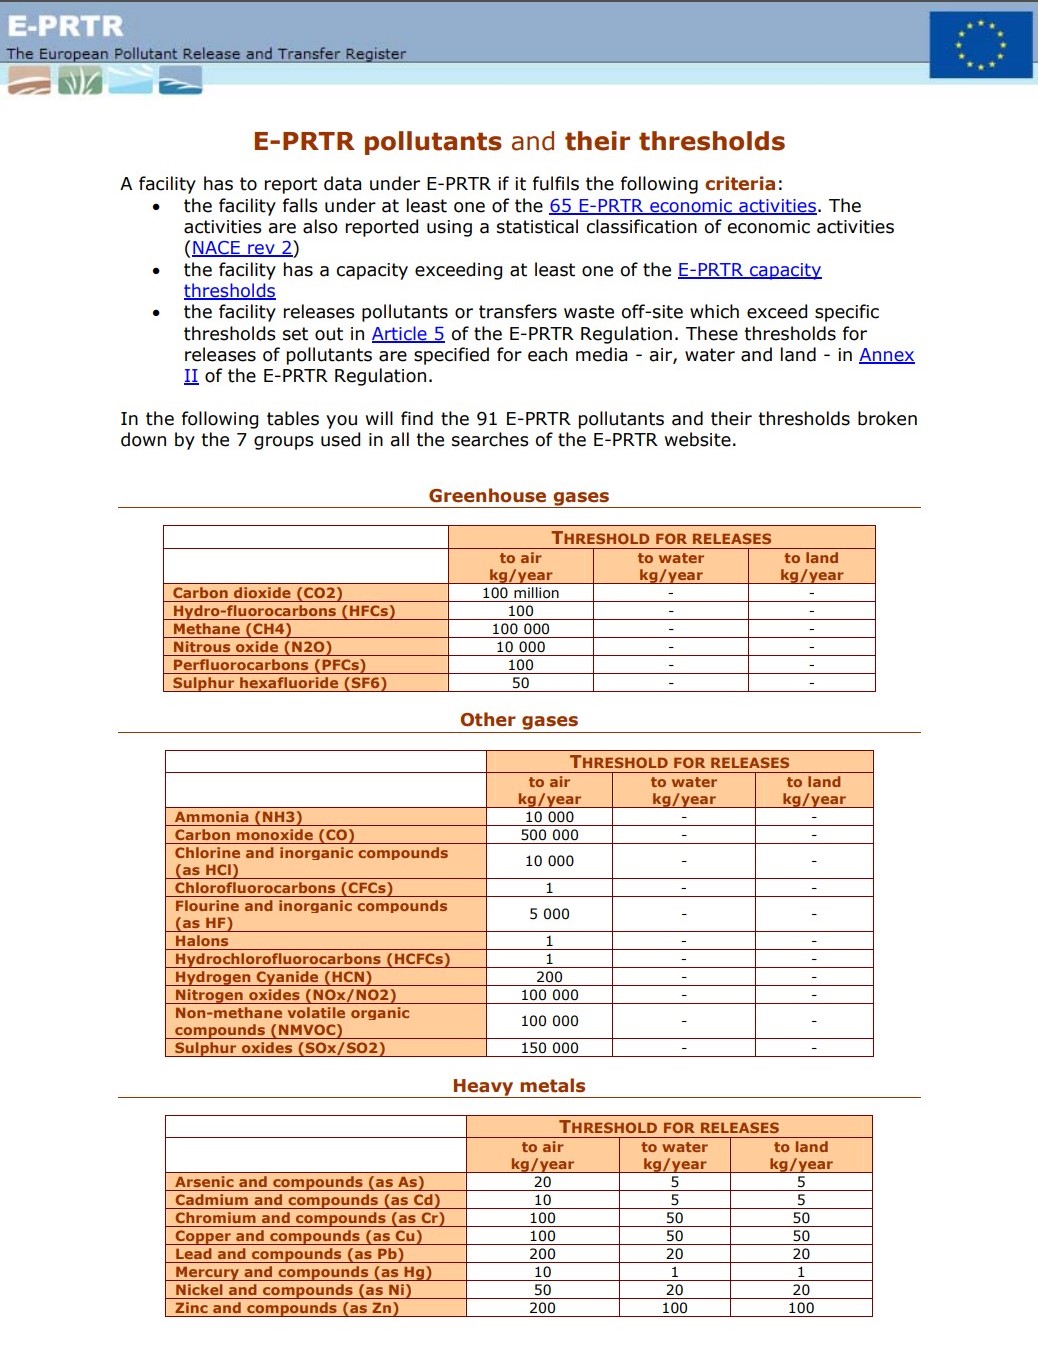 E-PRTR
The European Pollutant Release and Transfer Register
E-PRTR pollutants and their thresholds
A facility has to report data under E-PRTR if it fulfils the following criteria:
• the facility falls under at least one of the 65 E-PRTR economic activities. The
activities are also reported using a statistical classification of economic activities
(NACE rev 2)
• the facility has a capacity exceeding at least one of the E-PRTR capacity
thresholds
• the facility releases pollutants or transfers waste off-site which exceed specific
thresholds set out in Article 5 of the E-PRTR Regulation. These thresholds for
releases of pollutants are specified for each media - air, water and land - in Annex
II of the E-PRTR Regulation.
In the following tables you will find the 91 E-PRTR pollutants and their thresholds broken
down by the 7 groups used in all the searches of the E-PRTR website.
Greenhouse gases
THRESHOLD FOR RELEASES
to air to water to land
kg/year kg/year kg/year
Carbon dioxide (CO2) 100 million - -
Hydro-fluorocarbons (HFCs) 100 - -
Methane (CH4) 100 000 - -
Nitrous oxide (N2O) 10 000 - -
Perfluorocarbons (PFCs) 100 - -
Sulphur hexafluoride (SF6) 50 - -
Other gases
THRESHOLD FOR RELEASES
to air to water to land
kg/year kg/year kg/year
Ammonia (NH3) 10 000 - -
Carbon monoxide (CO) 500 000 - -
Chlorine and inorganic compounds
(as HCl) 10 000 - -
Chlorofluorocarbons (CFCs) 1 - -
Flourine and inorganic compounds
(as HF) 5 000 - -
Halons 1 - -
Hydrochlorofluorocarbons (HCFCs) 1 - -
Hydrogen Cyanide (HCN) 200 - -
Nitrogen oxides (NOx/NO2) 100 000 - -
Non-methane volatile organic
compounds (NMVOC) 100 000 - -
Sulphur oxides (SOx/SO2) 150 000 - -
Heavy metals
THRESHOLD FOR RELEASES
to air to water to land
kg/year kg/year kg/year
Arsenic and compounds (as As) 20 5 5
Cadmium and compounds (as Cd) 10 5 5
Chromium and compounds (as Cr) 100 50 50
Copper and compounds (as Cu) 100 50 50
Lead and compounds (as Pb) 200 20 20
Mercury and compounds (as Hg) 10 1 1
Nickel and compounds (as Ni) 50 20 20
Zinc and compounds (as Zn) 200 100 100